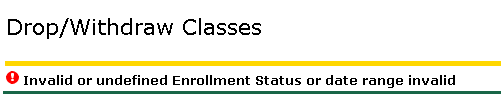 Drop/Withdraw Classes
Invalid or undefined Enrollment Status or date range invalid